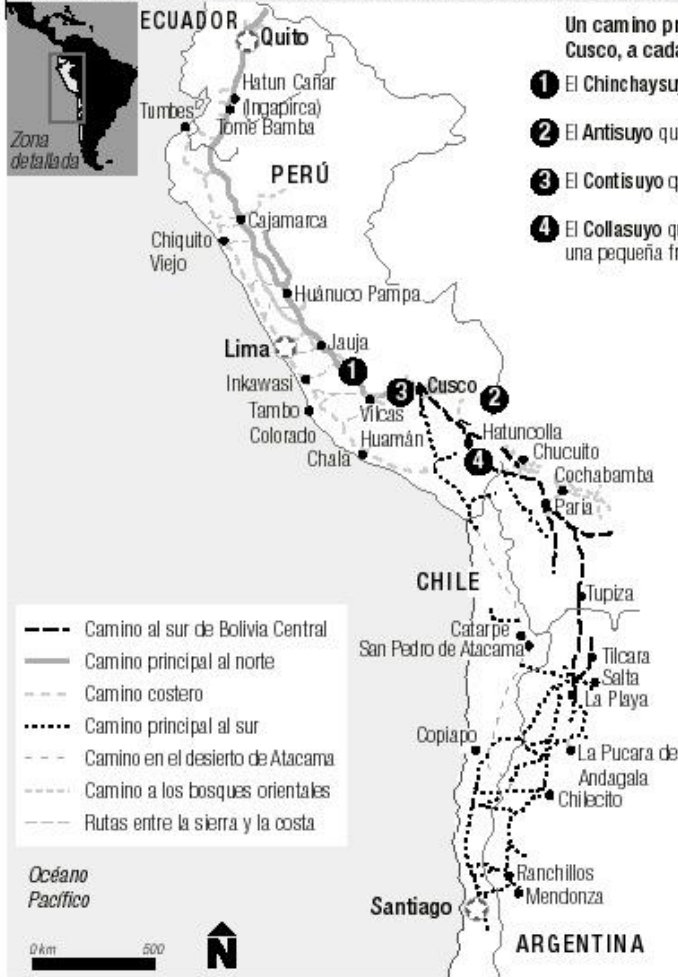 ECUADOR
Quito
Hatun Cañar
(Ingapirca)
Tome Bamba
Tumbes
Zona
detallada
PERÚ
Cajamarca
Chiquito
Viejo
Huánuco Pampa
Lima
Jauja
Inkawasi
1
3
Cusco
2
Tambo
Colorado
Vilcas
Huamán
Hatuncolla
4
Chucuito
Chala
Cochabamba
Paria
CHILE
Tupiza
Catarpe
San Pedro de Atacama
Tilcara
Salta
La Playa
Copiapo
La Pucara de
Andagala
Chilecito
Ranchillos
Mendonza
Santiago
ARGENTINA
Un camino
Cusco, a cada
1 El Chinchaysu
2 El Antisuyo
3 El Contisuyo
4 El Collasuyo
una pequeña
Camino al sur de Bolivia Central
Camino principal al norte
Camino costero
Camino principal al sur
Camino en el desierto de Atacama
Camino a los bosques orientales
Rutas entre la sierra y la costa
Océano
Pacífico
0 km 500
N